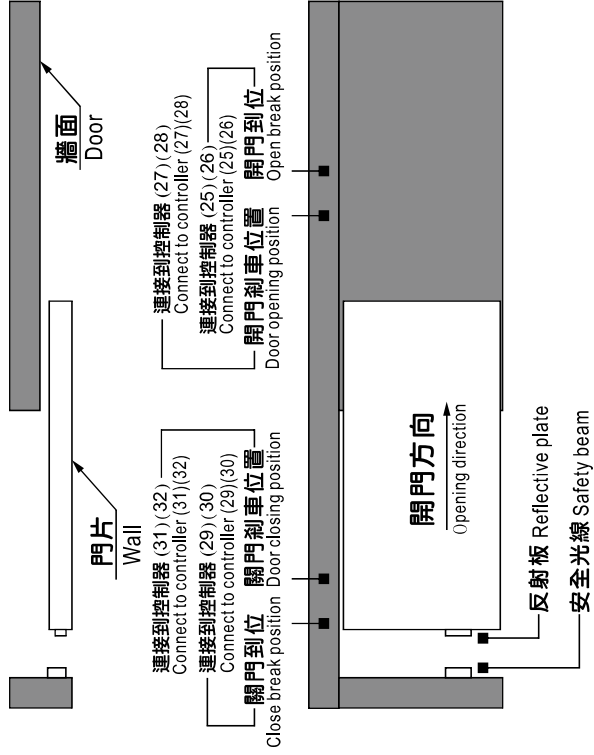 牆面
Door
門片
Wall
連接到控制器 (27)(28)
Connect to controller (27)(28)
連接到控制器 (25)(26)
Connect to controller (25)(26)
開門剎車位置
Door opening position
開門到位
Open break position
連接到控制器 (31)(32)
Connect to controller (31)(32)
連接到控制器 (29)(30)
Connect to controller (29)(30)
關門到位
Close break position
關門剎車位置
Door closing position
開門方向
Opening direction
反射板 Reflective plate
安全光線 Safety beam